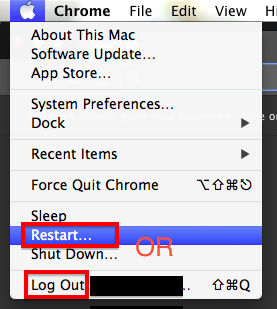 Chrome File Edit View Hi
About This Mac
Software Update...
App Store...
System Preferences...
Dock
Recent Items
Force Quit Chrome ⌥⇧⌘⎋
Sleep
Restart...
OR
Shut Down...
Log Out .. ⇧⌘Q